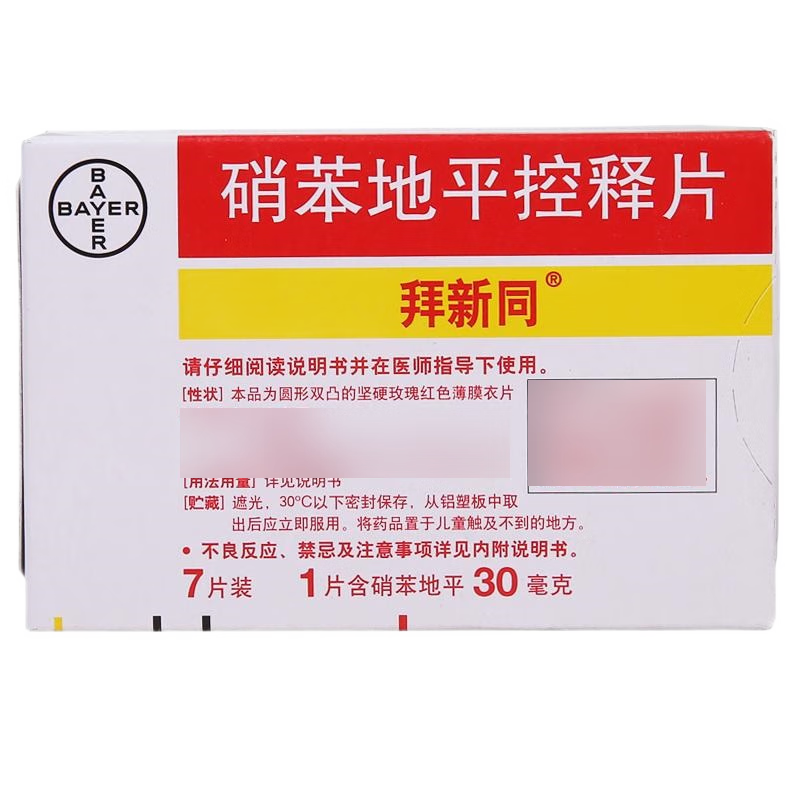 BAYER
BAYER
硝苯地平控释片
拜新同®
请仔细阅读说明书并在医师指导下使用。
[性状] 本品为圆形双凸的坚硬玫瑰红色薄膜衣片
[用法用量] 详见说明书
[贮藏] 遮光，30°C以下密封保存，从铝塑板中取
出后应立即服用。将药品置于儿童触及不到的地方。
• 不良反应、禁忌及注意事项详见内附说明书。
7片装 1片含硝苯地平 30 毫克